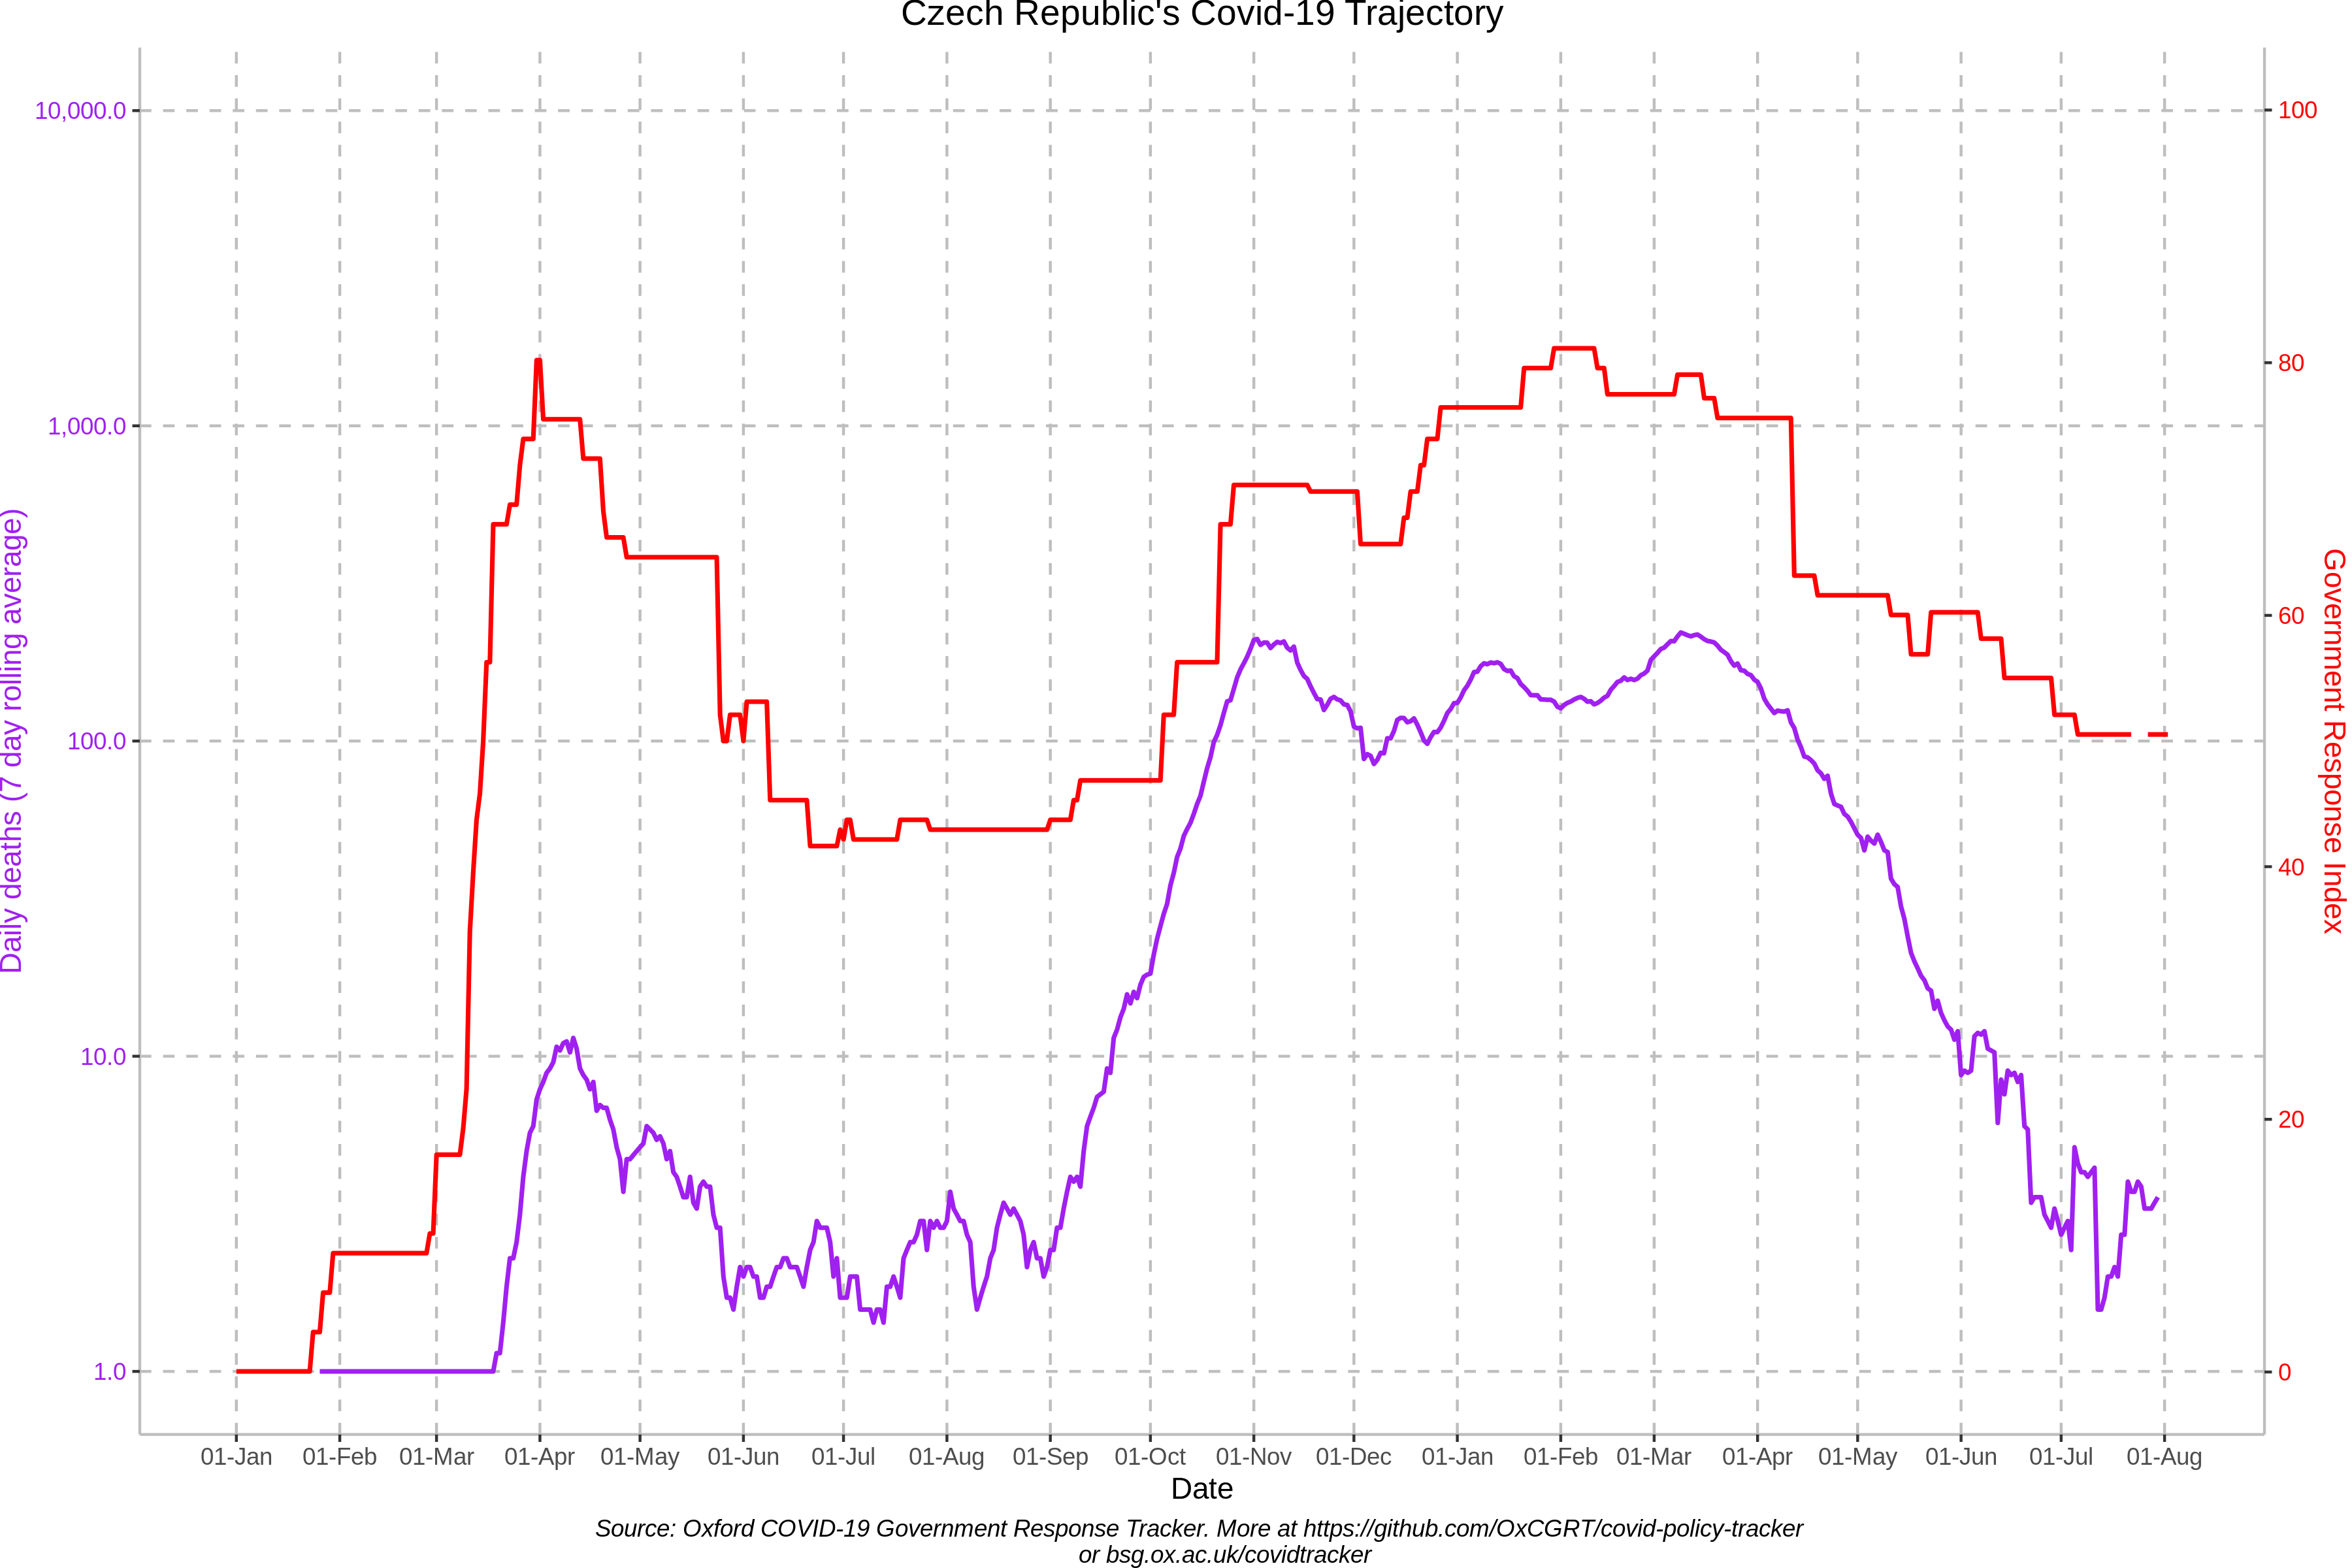 Czech Republic's Covid-19 Trajectory
10,000.0
1,000.0
100.0
10.0
1.0
Daily deaths (7 day rolling average)
100
80
60
40
20
0
Government Response Index
01-Jan 01-Feb 01-Mar 01-Apr 01-May 01-Jun 01-Jul 01-Aug 01-Sep 01-Oct 01-Nov 01-Dec 01-Jan 01-Feb 01-Mar 01-Apr 01-May 01-Jun 01-Jul 01-Aug
Date
Source: Oxford COVID-19 Government Response Tracker. More at https://github.com/OxCGRT/covid-policy-tracker
or bsg.ox.ac.uk/covidtracker